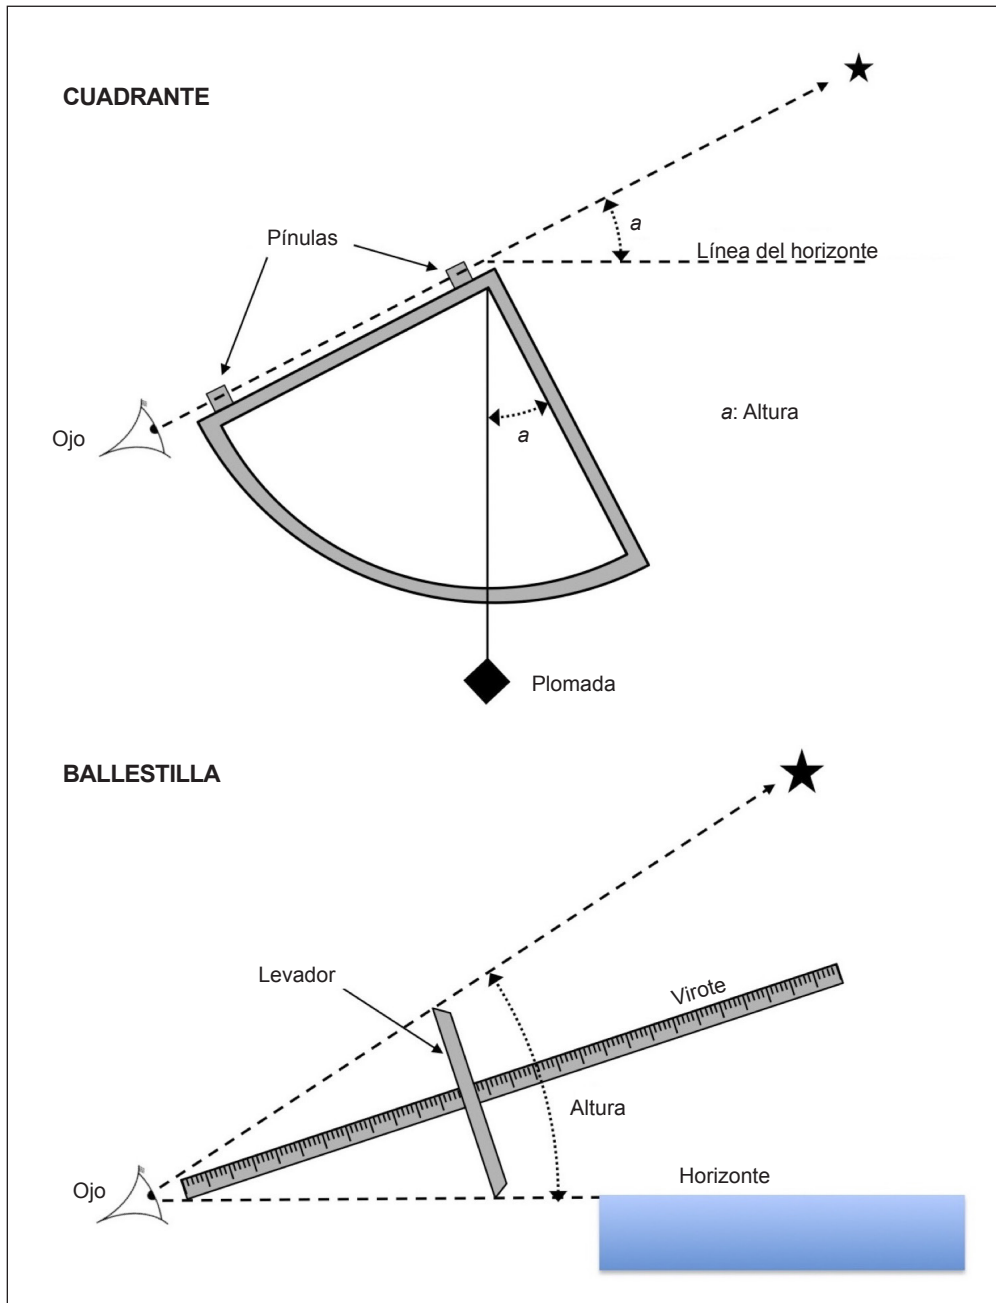 CUADRANTE
Pínulas
a
Línea del horizonte
Ojo
a
a: Altura
Plomada
BALLESTILLA
Levador
Virote
Altura
Ojo
Horizonte